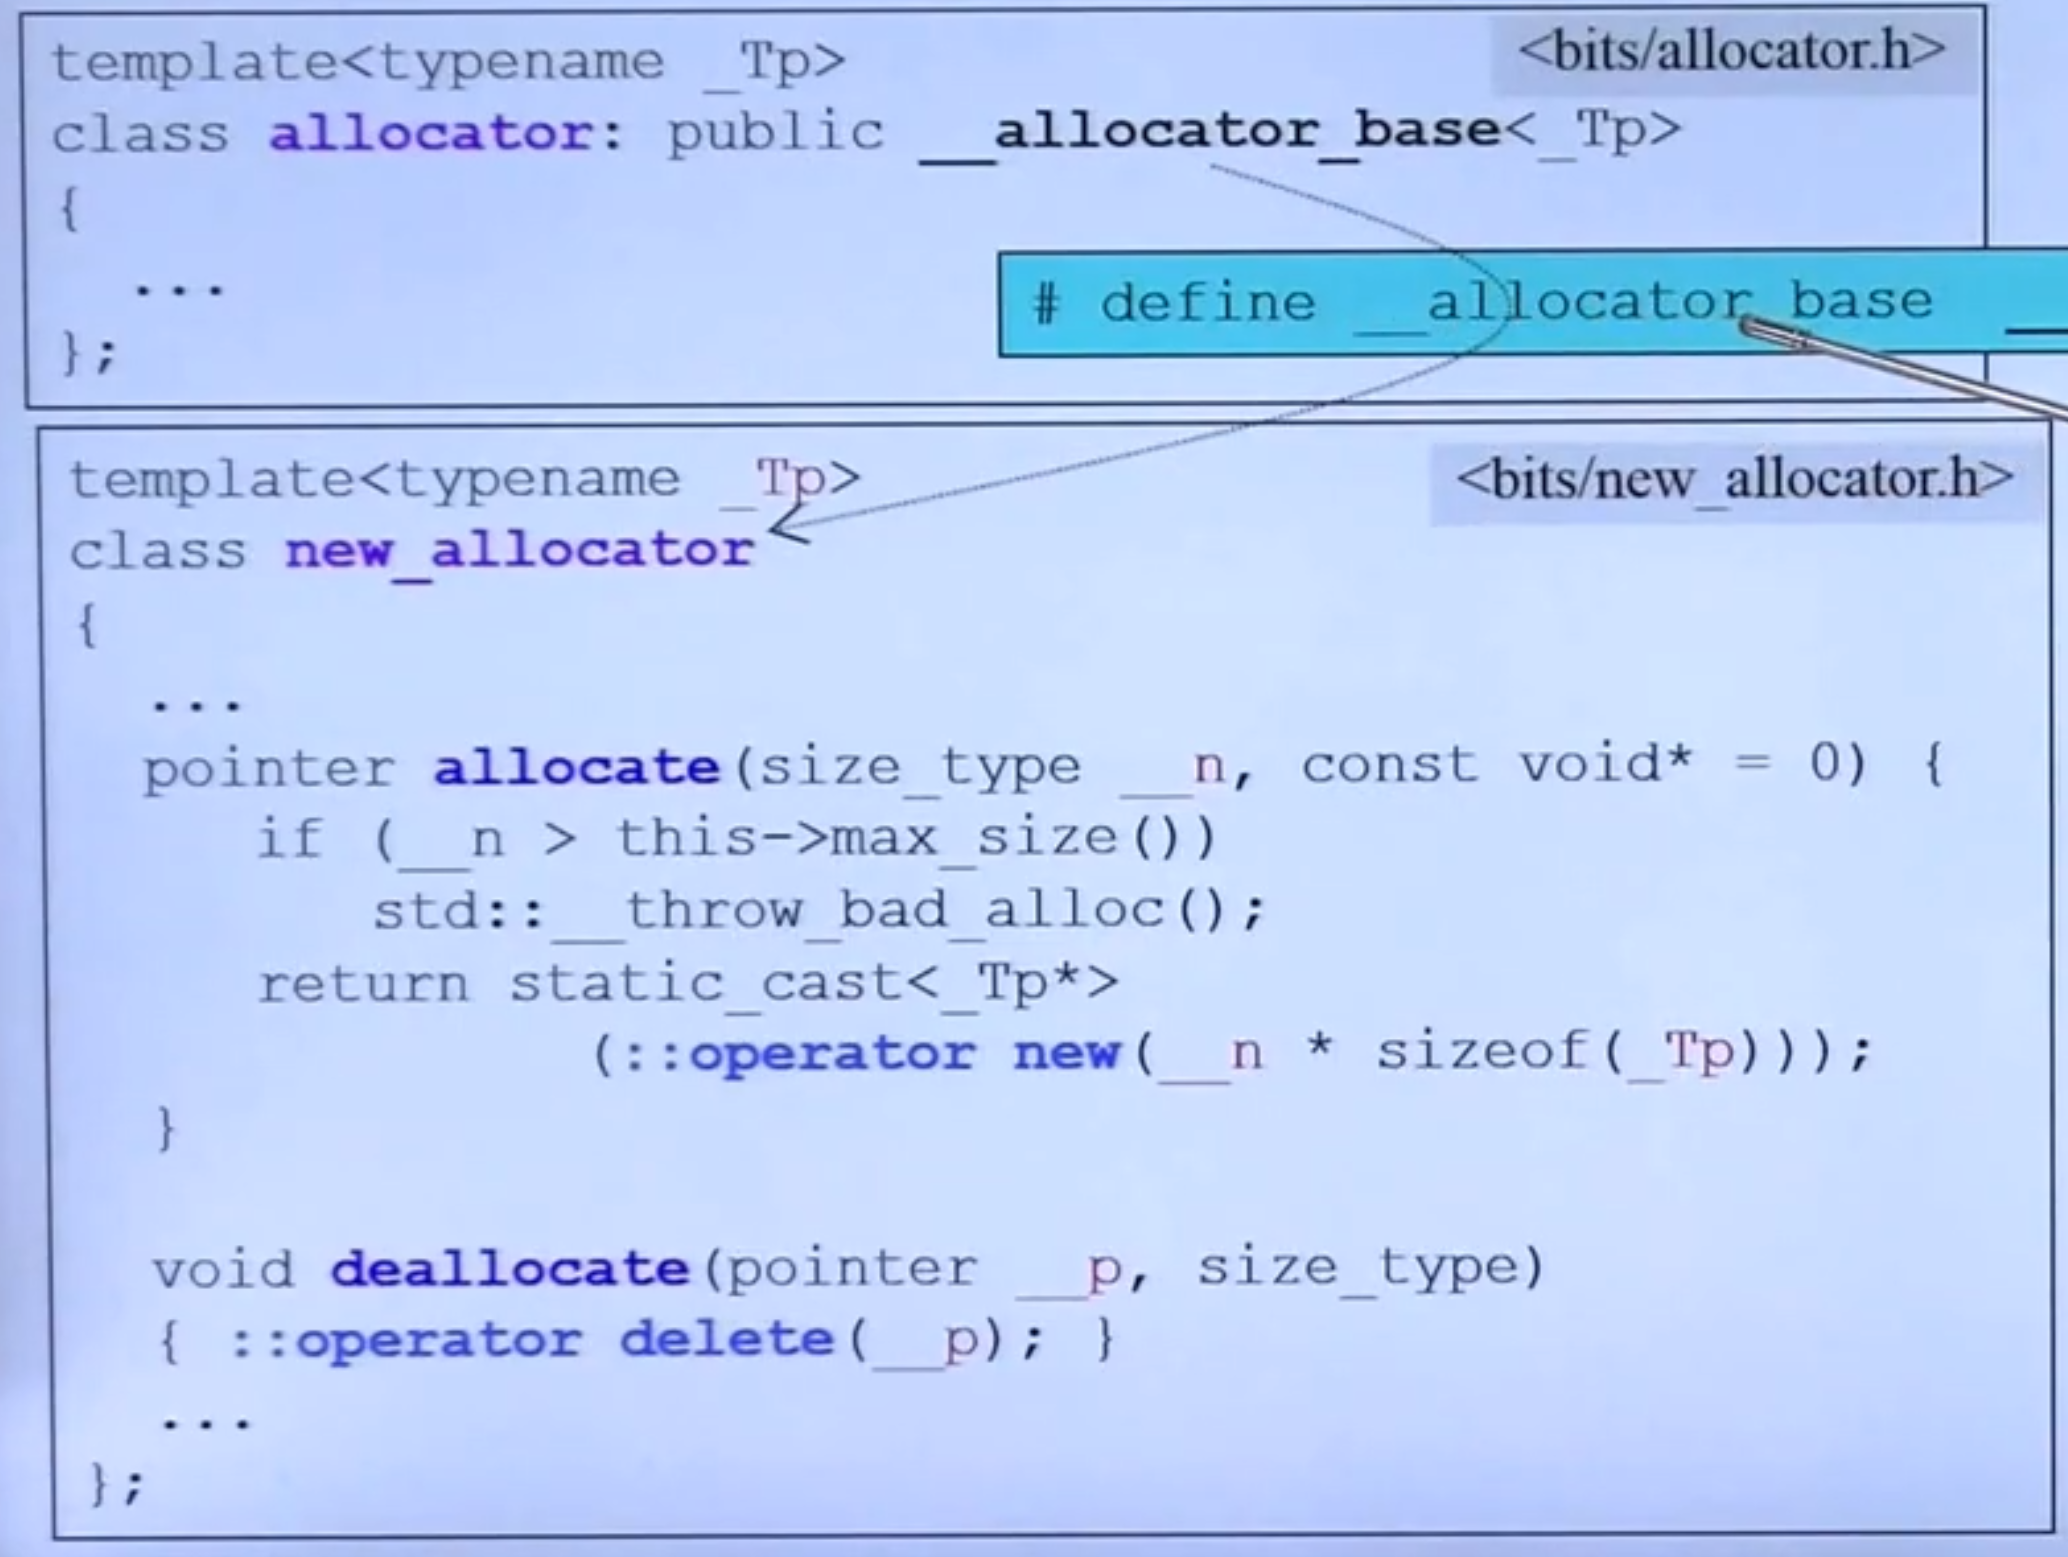 template<typename _Tp>
<bits/allocator.h>
class allocator: public __allocator_base<_Tp>
{
...
# define __allocator_base __
};
template<typename _Tp>
<bits/new_allocator.h>
class new_allocator
{
...
pointer allocate(size_type __n, const void* = 0) {
if (__n > this->max_size())
std::__throw_bad_alloc();
return static_cast<_Tp*>
(::operator new(__n * sizeof(_Tp)));
}
void deallocate(pointer __p, size_type)
{ ::operator delete(__p); }
...
};